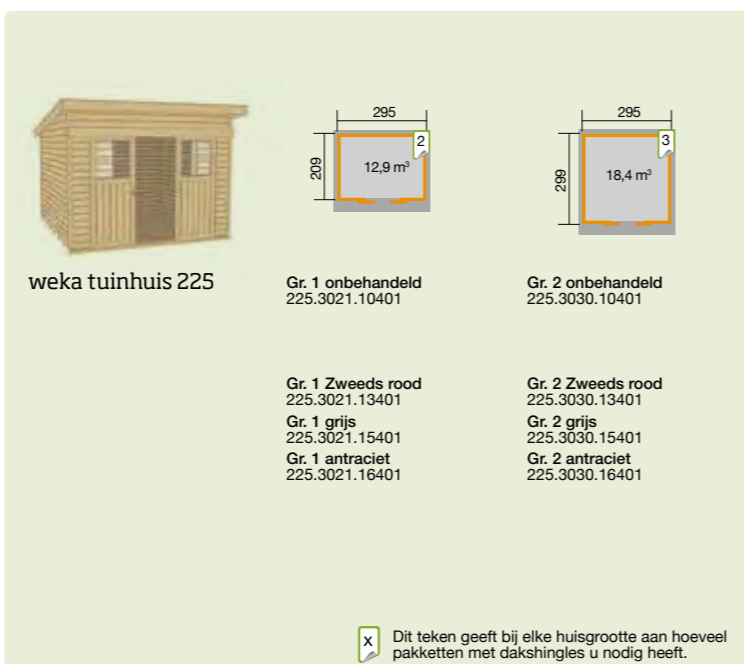 295
2
209
12,9 m³
295
3
299
18,4 m³
weka tuinhuis 225
Gr. 1 onbehandeld
225.3021.10401
Gr. 2 onbehandeld
225.3030.10401
Gr. 1 Zweeds rood
225.3021.13401
Gr. 1 grijs
225.3021.15401
Gr. 1 antraciet
225.3021.16401
Gr. 2 Zweeds rood
225.3030.13401
Gr. 2 grijs
225.3030.15401
Gr. 2 antraciet
225.3030.16401
x
Dit teken geeft bij elke huisgrootte aan hoeveel
pakketten met dakshingles u nodig heeft.